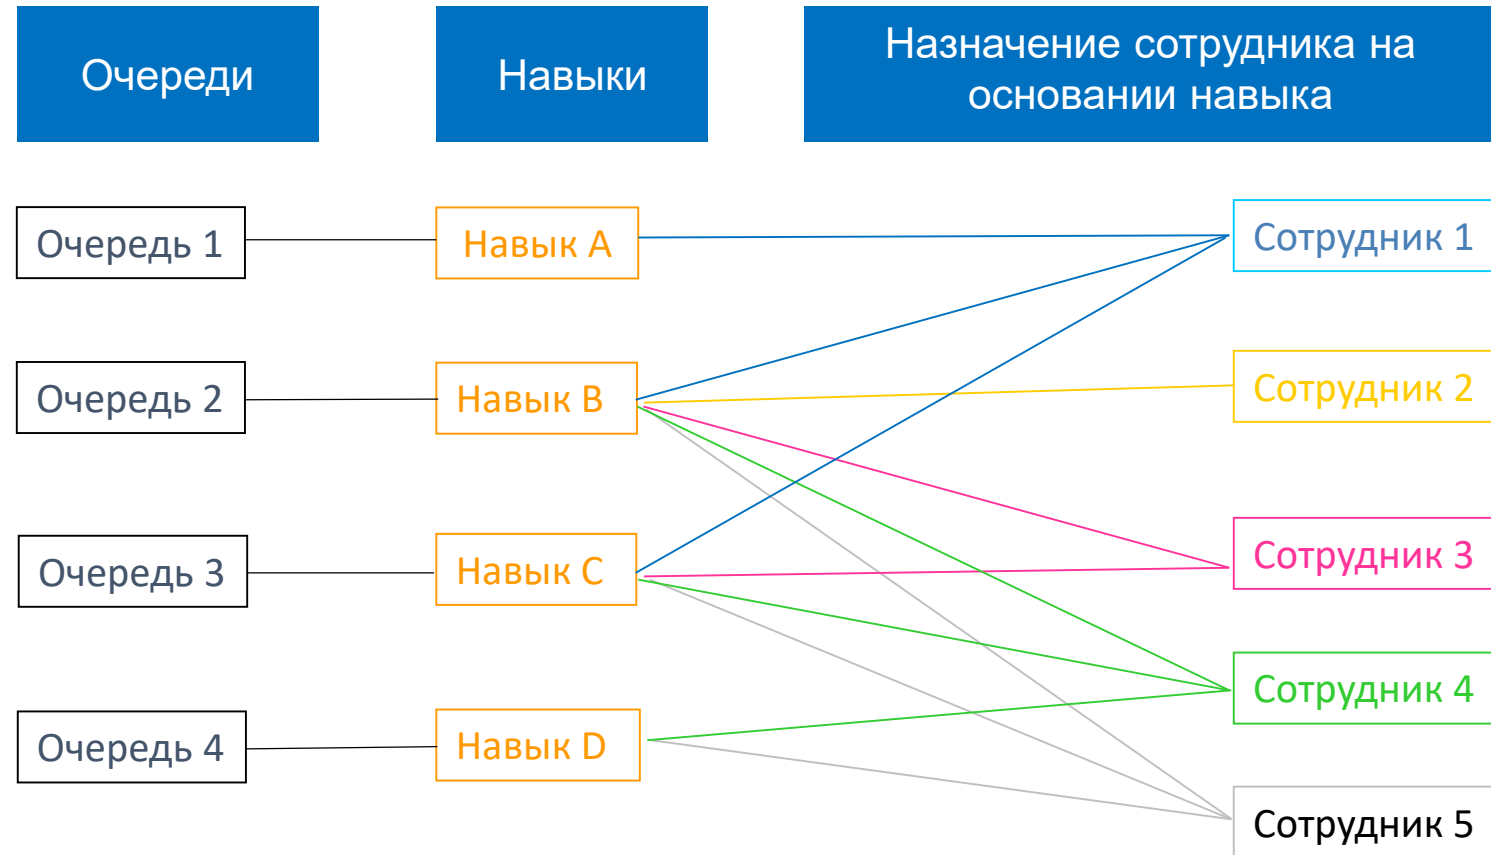 Очереди
Навыки
Назначение сотрудника на
основании навыка
Очередь 1
Навык A
Сотрудник 1
Очередь 2
Навык B
Сотрудник 2
Очередь 3
Навык C
Сотрудник 3
Очередь 4
Навык D
Сотрудник 4
Сотрудник 5